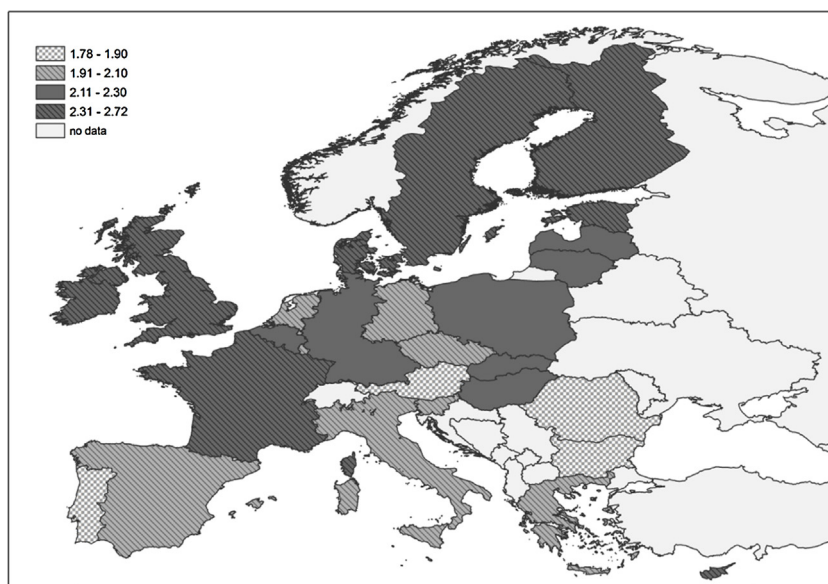 1.78 - 1.90
1.91 - 2.10
2.11 - 2.30
2.31 - 2.72
no data